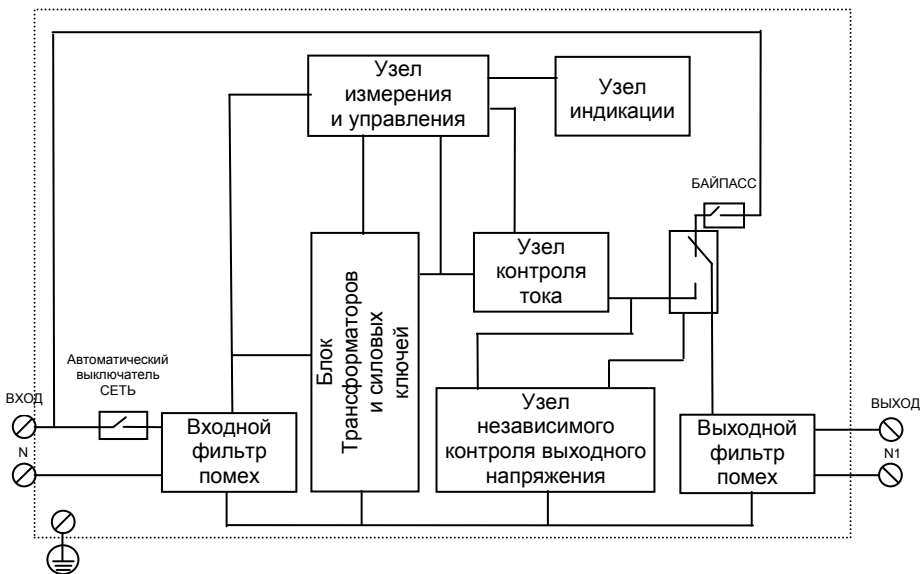 Узел
измерения
и управления
Узел
индикации
БАЙПАСС
Узел
контроля
тока
Блок
Трансформаторов
и силовых
ключей
Автоматический
выключатель
СЕТЬ
ВХОД
N
Входной
фильтр
помех
Узел
независимого
контроля выходного
напряжения
Выходной
фильтр
помех
ВЫХОД
N1